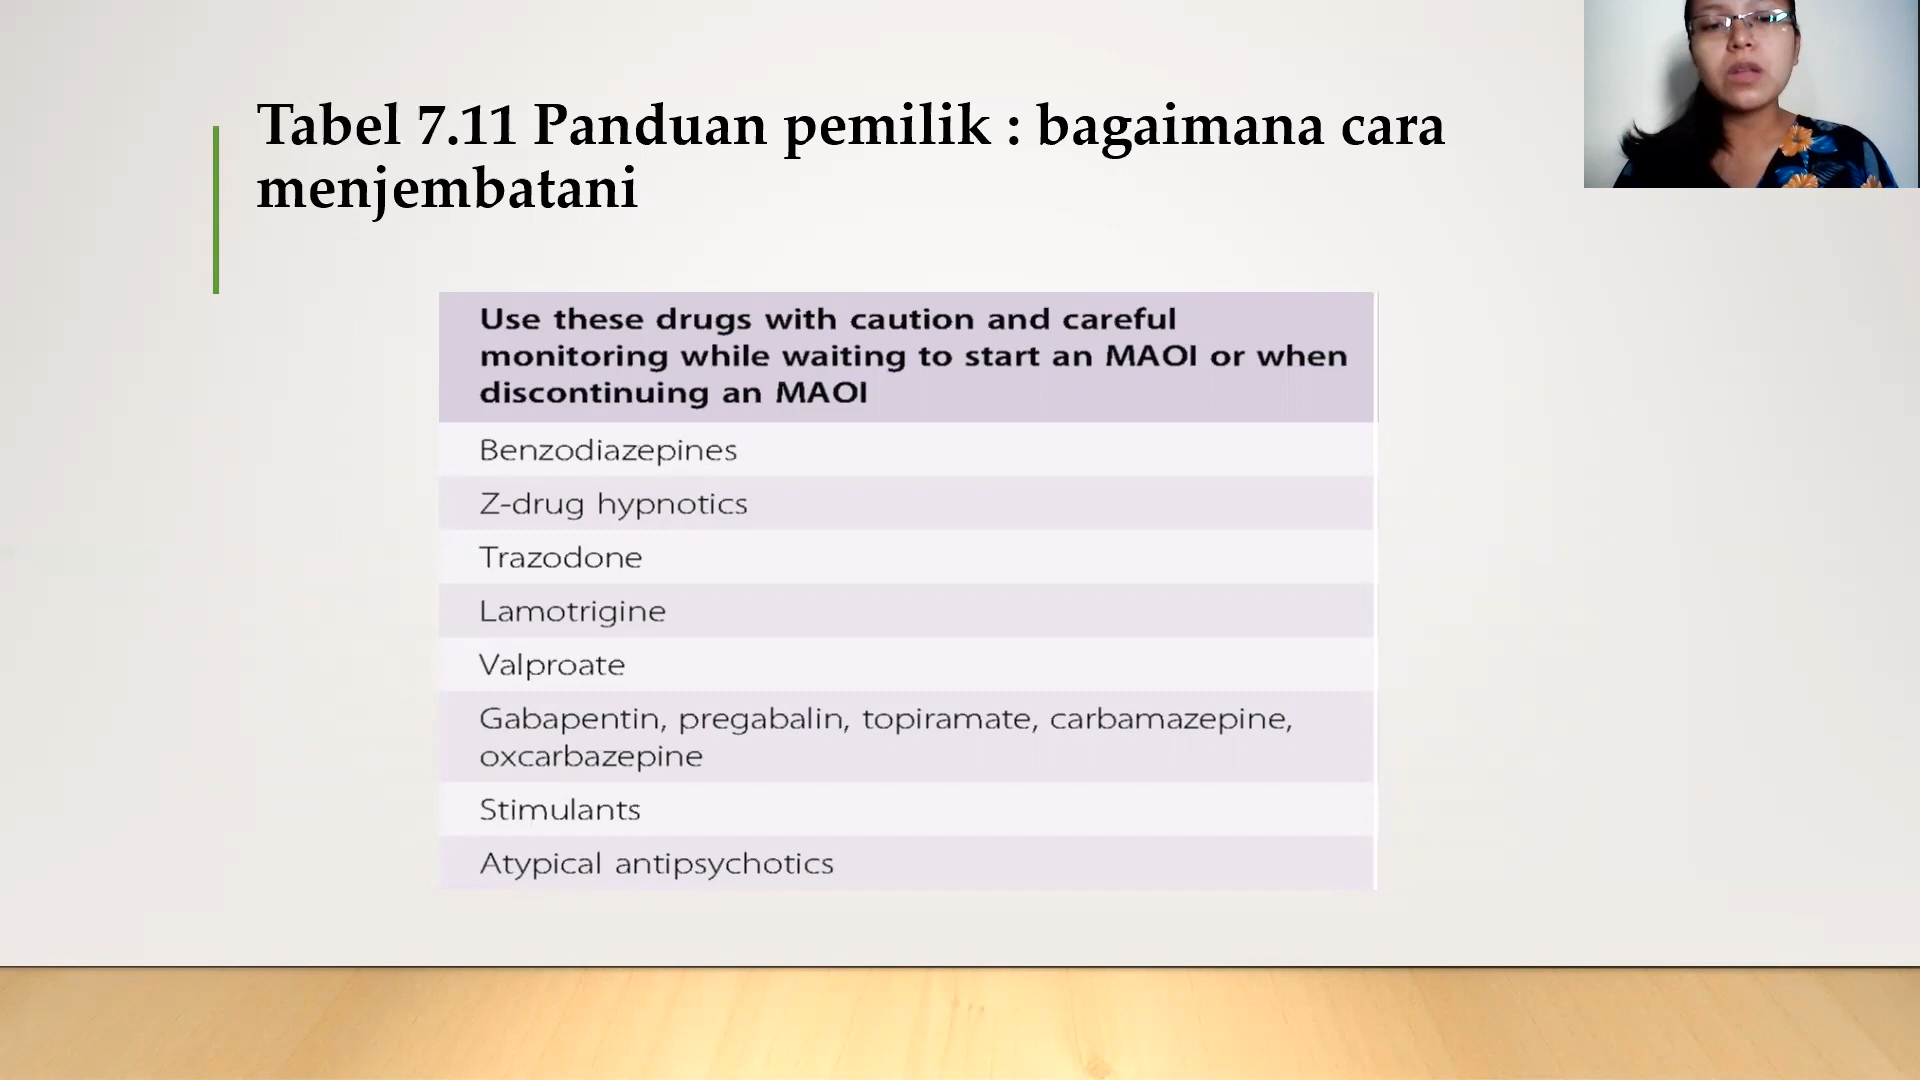 Tabel 7.11 Panduan pemilik : bagaimana cara
menjembatani
Use these drugs with caution and careful
monitoring while waiting to start an MAOI or when
discontinuing an MAOI
Benzodiazepines
Z-drug hypnotics
Trazodone
Lamotrigine
Valproate
Gabapentin, pregabalin, topiramate, carbamazepine,
oxcarbazepine
Stimulants
Atypical antipsychotics